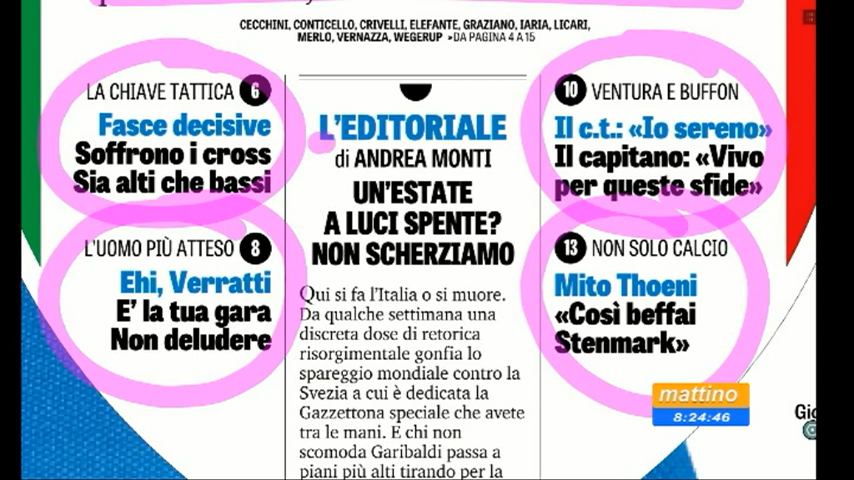 CECCHINI, CONTICELLO, CRIVELLI, ELEFANTE, GRAZIANO, IARIA, LICARI,
MERLO, VERNAZZA, WEGERUP >DA PAGINA 4 A 15
LA CHIAVE TATTICA 6
Fasce decisive
Soffrono i cross
Sia alti che bassi
L'UOMO PIÙ ATTESO 8
Ehi, Verratti
E' la tua gara
Non deludere
L'EDITORIALE
di ANDREA MONTI
UN'ESTATE
A LUCI SPENTE?
NON SCHERZIAMO
Qui si fa l'Italia o si muore.
Da qualche settimana una
discreta dose di retorica
risorgimentale gonfia lo
spareggio mondiale contro la
Svezia a cui è dedicata la
Gazzettona speciale che avete
tra le mani. E chi non
scomoda Garibaldi passa a
piani più alti tirando per la
10 VENTURA E BUFFON
Il c.t.: «Io sereno»
Il capitano: «Vivo
per queste sfide»
13 NON SOLO CALCIO
Mito Thoeni
«Così beffai
Stenmark»
mattino
8:24:46